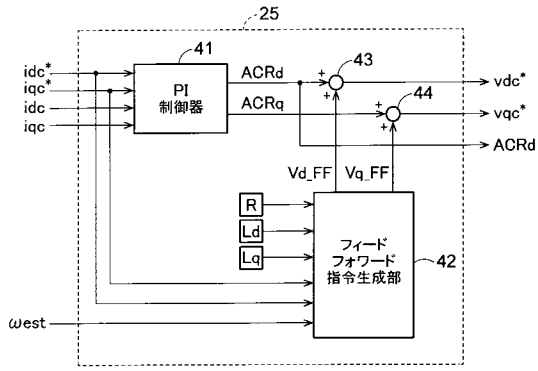 25
41
idc*
iqc*
idc
iqc
PI
制御器
ACRd
ACRq
+
+
43
+
+
44
vdc*
vqc*
ACRd
Vd_FF
Vq_FF
R
Ld
Lq
フィード
フォワード
指令生成部
42
ωest